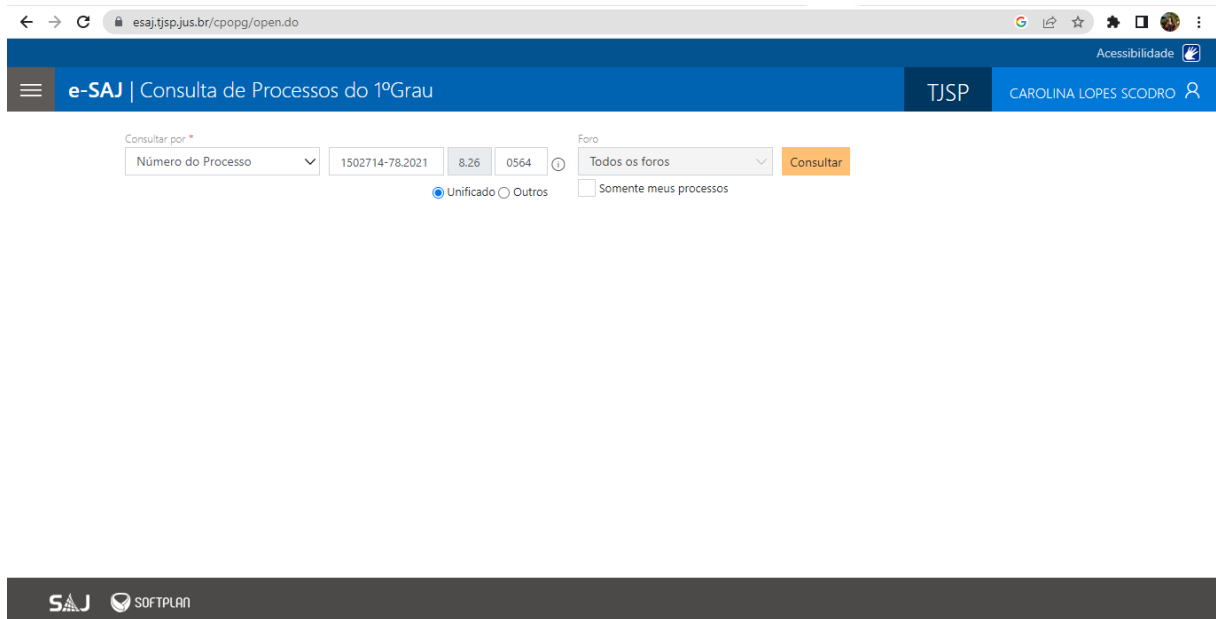 esaj.tjsp.jus.br/cpopg/open.do
Acessibilidade
e-SAJ | Consulta de Processos do 1ºGrau
TJSP
CAROLINA LOPES SCODRO
Consultar por *
Foro
Número do Processo
1502714-78.2021
8.26
0564
Todos os foros
Consultar
Unificado
Outros
Somente meus processos
SAJ
SOFTPLAN